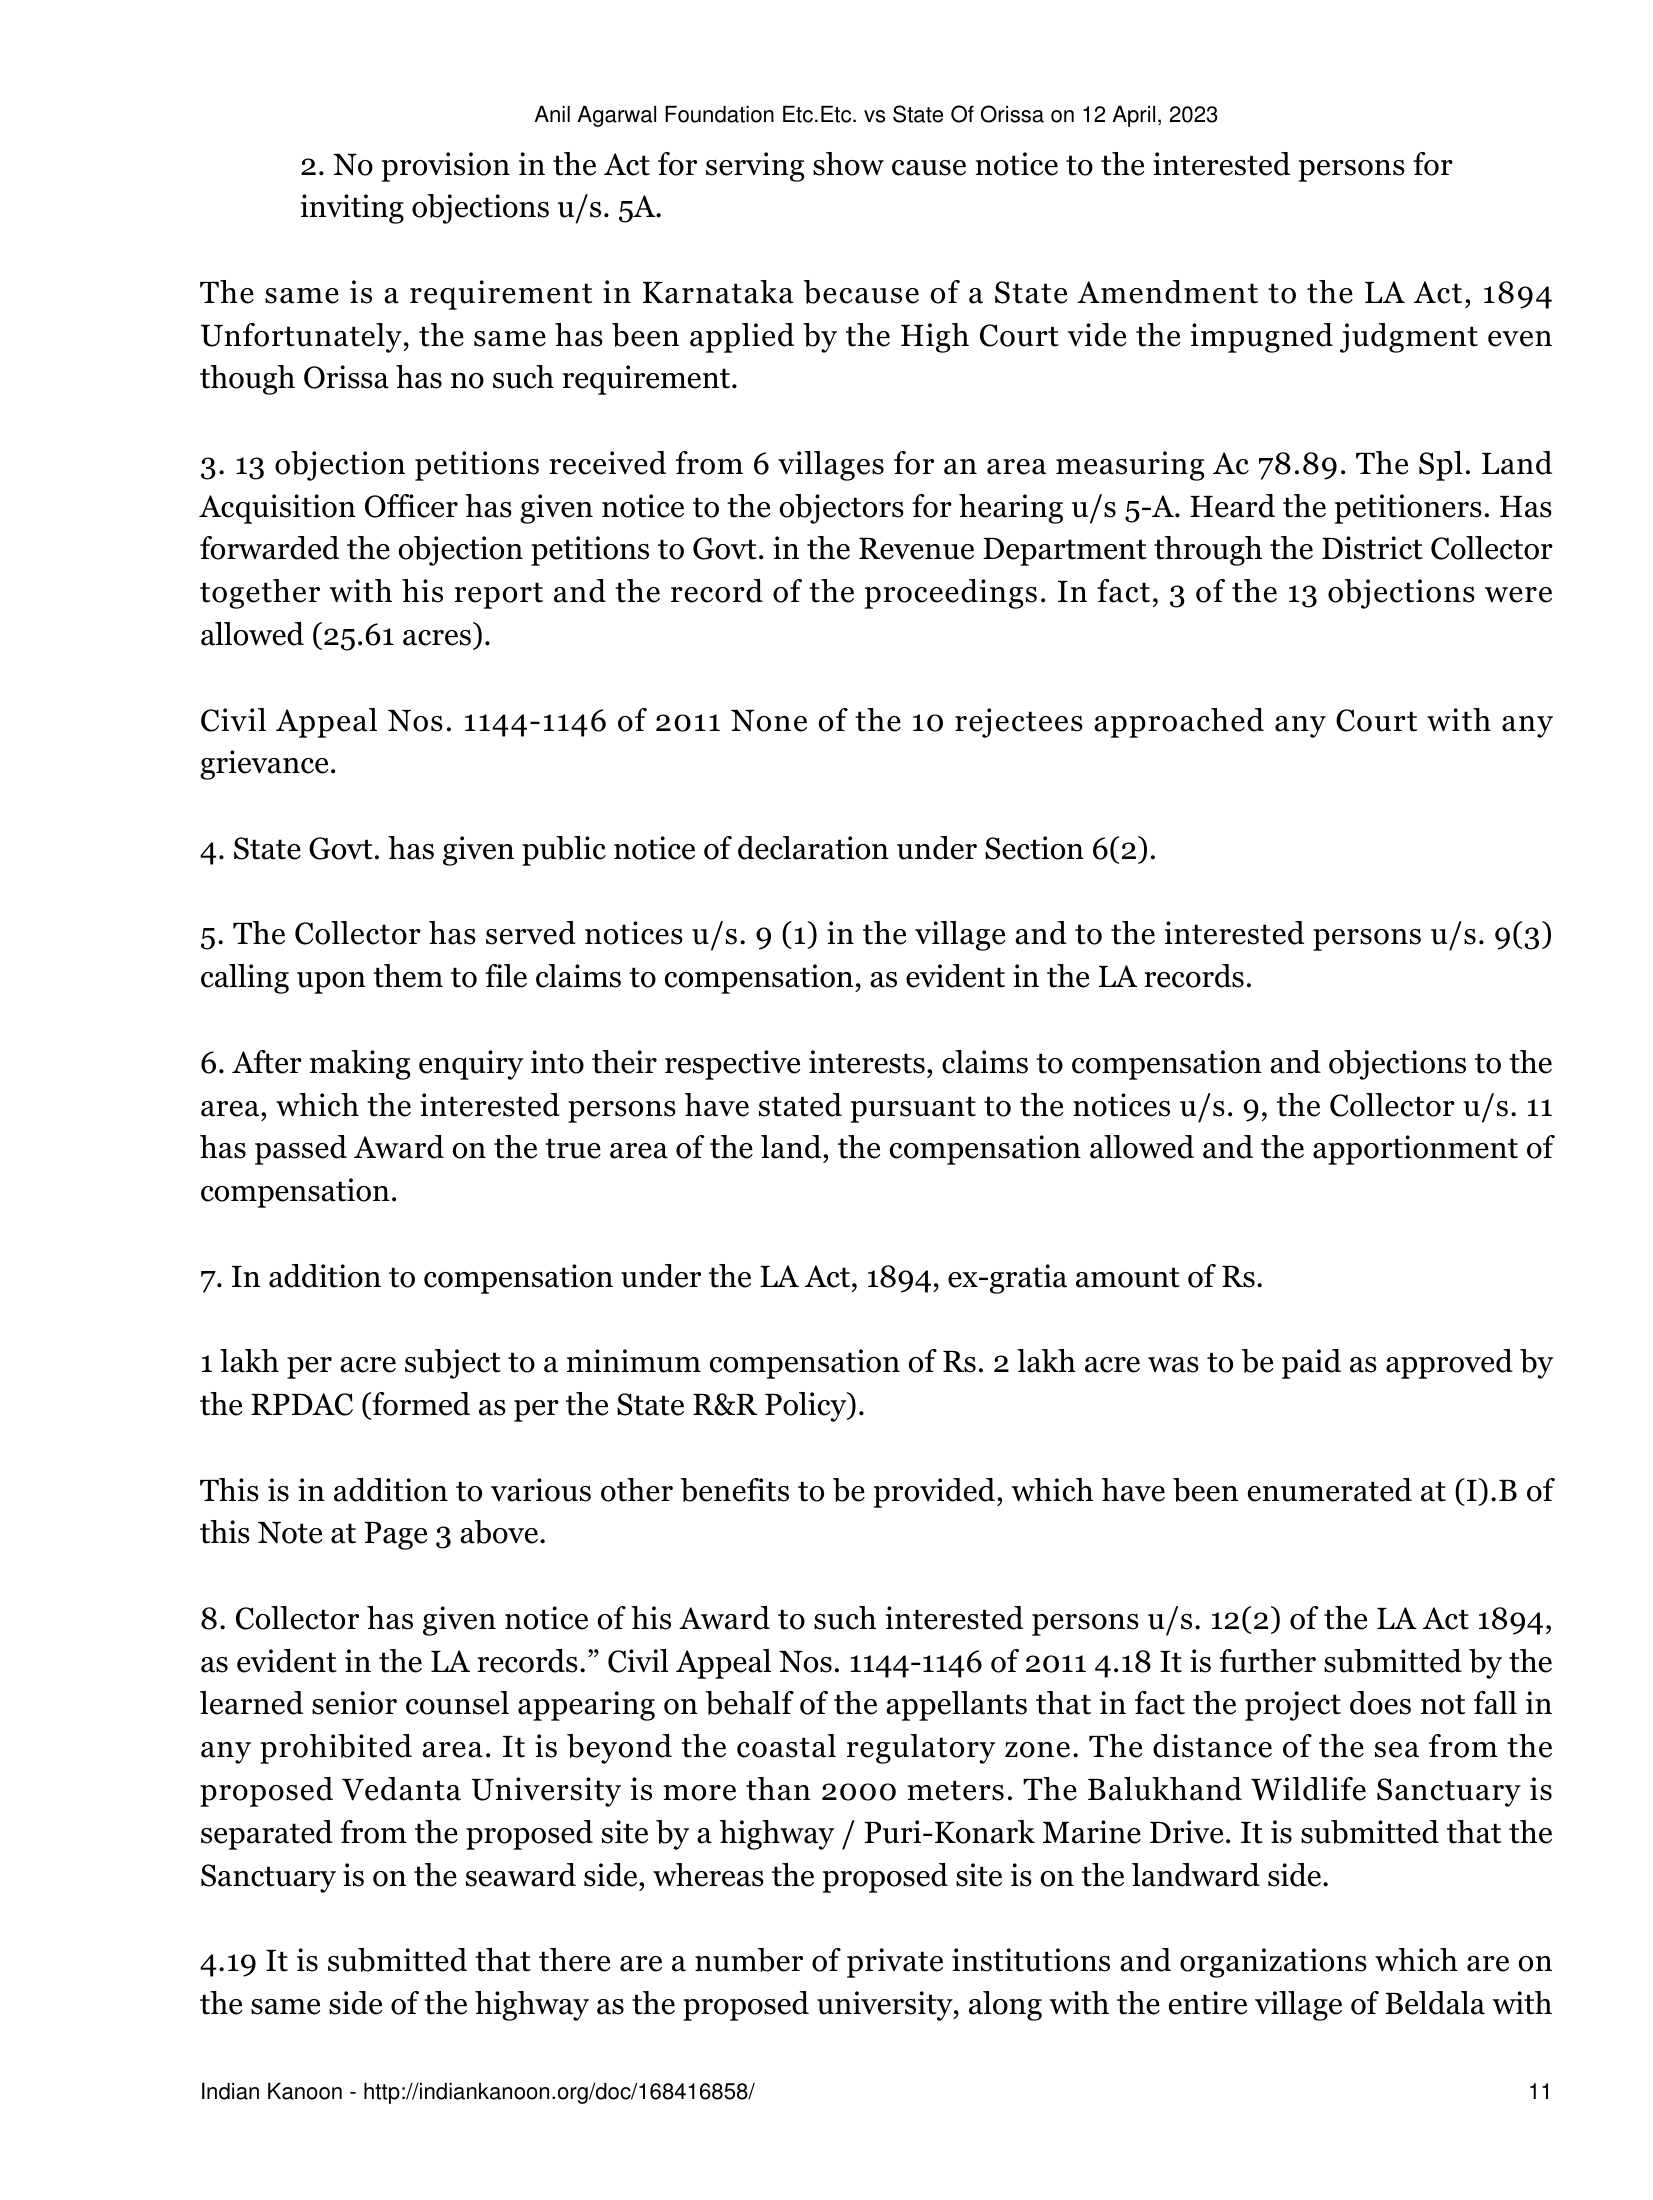 Anil Agarwal Foundation Etc.Etc. vs State Of Orissa on 12 April, 2023
2. No provision in the Act for serving show cause notice to the interested persons for
inviting objections u/s. 5A.
The same is a requirement in Karnataka because of a State Amendment to the LA Act, 1894
Unfortunately, the same has been applied by the High Court vide the impugned judgment even
though Orissa has no such requirement.
3. 13 objection petitions received from 6 villages for an area measuring Ac 78.89. The Spl. Land
Acquisition Officer has given notice to the objectors for hearing u/s 5-A. Heard the petitioners. Has
forwarded the objection petitions to Govt. in the Revenue Department through the District Collector
together with his report and the record of the proceedings. In fact, 3 of the 13 objections were
allowed (25.61 acres).
Civil Appeal Nos. 1144-1146 of 2011 None of the 10 rejectees approached any Court with any
grievance.
4. State Govt. has given public notice of declaration under Section 6(2).
5. The Collector has served notices u/s. 9 (1) in the village and to the interested persons u/s. 9(3)
calling upon them to file claims to compensation, as evident in the LA records.
6. After making enquiry into their respective interests, claims to compensation and objections to the
area, which the interested persons have stated pursuant to the notices u/s. 9, the Collector u/s. 11
has passed Award on the true area of the land, the compensation allowed and the apportionment of
compensation.
7. In addition to compensation under the LA Act, 1894, ex-gratia amount of Rs.
1 lakh per acre subject to a minimum compensation of Rs. 2 lakh acre was to be paid as approved by
the RPDAC (formed as per the State R&R Policy).
This is in addition to various other benefits to be provided, which have been enumerated at (I).B of
this Note at Page 3 above.
8. Collector has given notice of his Award to such interested persons u/s. 12(2) of the LA Act 1894,
as evident in the LA records.” Civil Appeal Nos. 1144-1146 of 2011 4.18 It is further submitted by the
learned senior counsel appearing on behalf of the appellants that in fact the project does not fall in
any prohibited area. It is beyond the coastal regulatory zone. The distance of the sea from the
proposed Vedanta University is more than 2000 meters. The Balukhand Wildlife Sanctuary is
separated from the proposed site by a highway / Puri-Konark Marine Drive. It is submitted that the
Sanctuary is on the seaward side, whereas the proposed site is on the landward side.
4.19 It is submitted that there are a number of private institutions and organizations which are on
the same side of the highway as the proposed university, along with the entire village of Beldala with
Indian Kanoon - http://indiankanoon.org/doc/168416858/
11